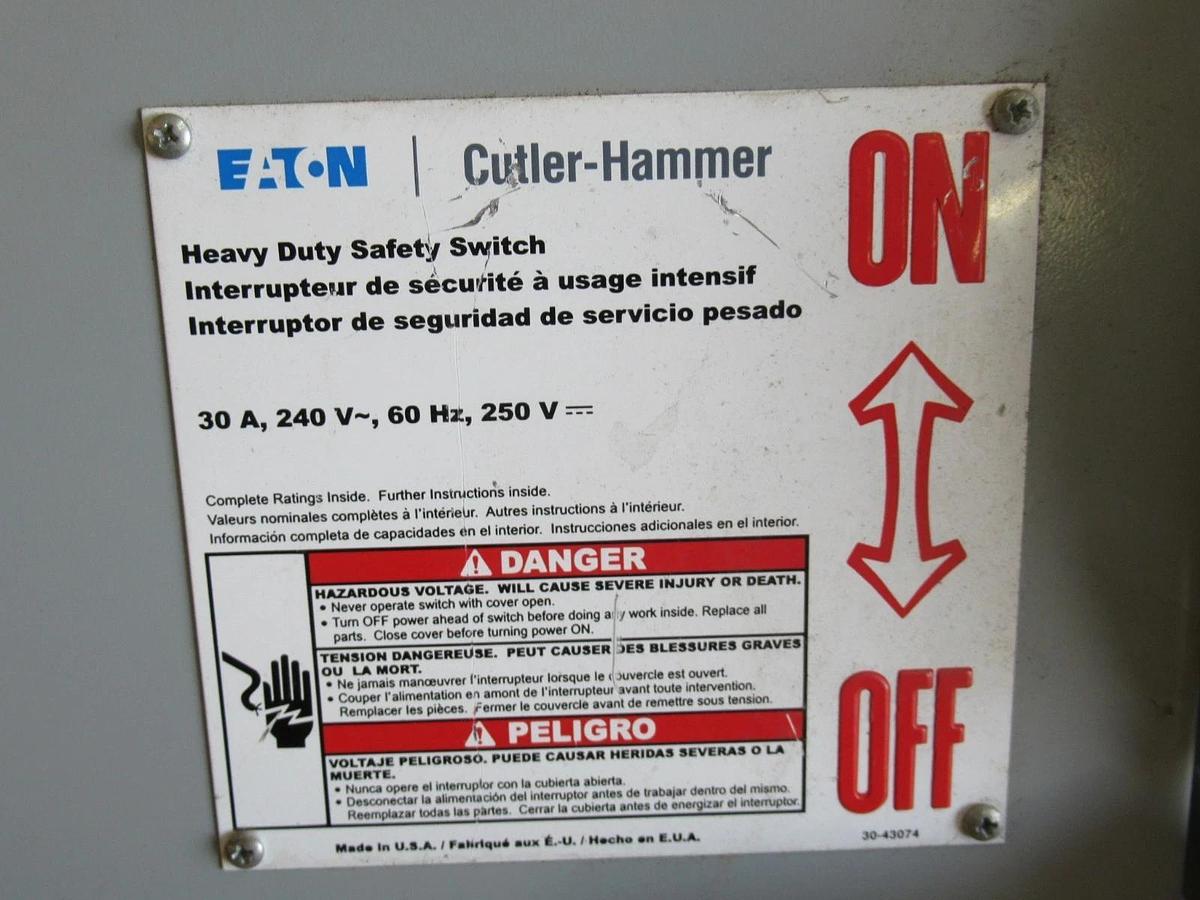 EATON | Cutler-Hammer
ON
Heavy Duty Safety Switch
Interrupteur de sécurité à usage intensif
Interruptor de seguridad de servicio pesado
30 A, 240 V~, 60 Hz, 250 V ⎓
Complete Ratings Inside. Further Instructions inside.
Valeurs nominales complètes à l'intérieur. Autres instructions à l'intérieur.
Información completa de capacidades en el interior. Instrucciones adicionales en el interior.
⚠ DANGER
HAZARDOUS VOLTAGE. WILL CAUSE SEVERE INJURY OR DEATH.
• Never operate switch with cover open.
• Turn OFF power ahead of switch before doing any work inside. Replace all
parts. Close cover before turning power ON.
TENSION DANGEREUSE. PEUT CAUSER DES BLESSURES GRAVES
OU LA MORT.
• Ne jamais manœuvrer l'interrupteur lorsque le couvercle est ouvert.
• Couper l'alimentation en amont de l'interrupteur avant toute intervention.
Remplacer les pièces. Fermer le couvercle avant de remettre sous tension.
⚠ PELIGRO
VOLTAJE PELIGROSO. PUEDE CAUSAR HERIDAS SEVERAS O LA
MUERTE.
• Nunca opere el interruptor con la cubierta abierta.
• Desconectar la alimentación del interruptor antes de trabajar dentro del mismo.
Reemplazar todas las partes. Cerrar la cubierta antes de energizar el interruptor.
OFF
Made in U.S.A. / Fabriqué aux É.-U. / Hecho en E.U.A.
30-43074